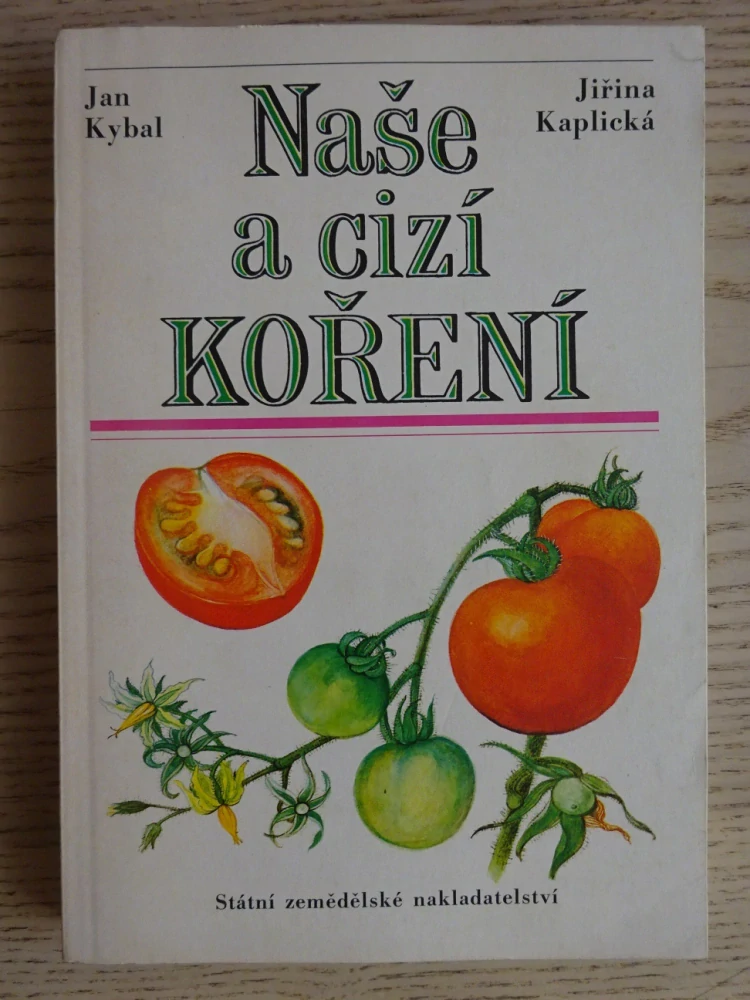 Jan
Kybal
Jiřina
Kaplická
Naše
a cizí
KOŘENÍ
Státní zemědělské nakladatelství